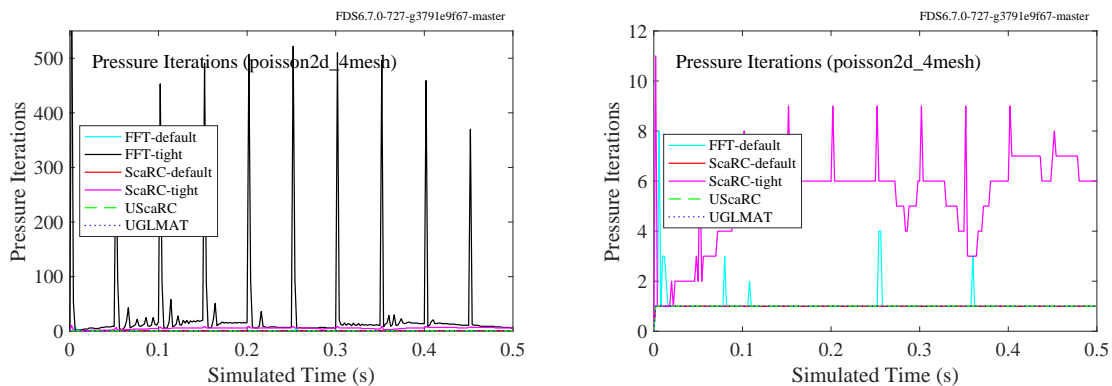 FDS6.7.0-727-g3791e9f67-master
Pressure Iterations (poisson2d_4mesh)
500
400
300
200
100
0
Pressure Iterations
FFT-default
FFT-tight
ScaRC-default
ScaRC-tight
UScaRC
UGLMAT
0
0.1
0.2
0.3
0.4
0.5
Simulated Time (s)
FDS6.7.0-727-g3791e9f67-master
Pressure Iterations (poisson2d_4mesh)
12
10
8
6
4
2
0
Pressure Iterations
FFT-default
ScaRC-default
ScaRC-tight
UScaRC
UGLMAT
0
0.1
0.2
0.3
0.4
0.5
Simulated Time (s)